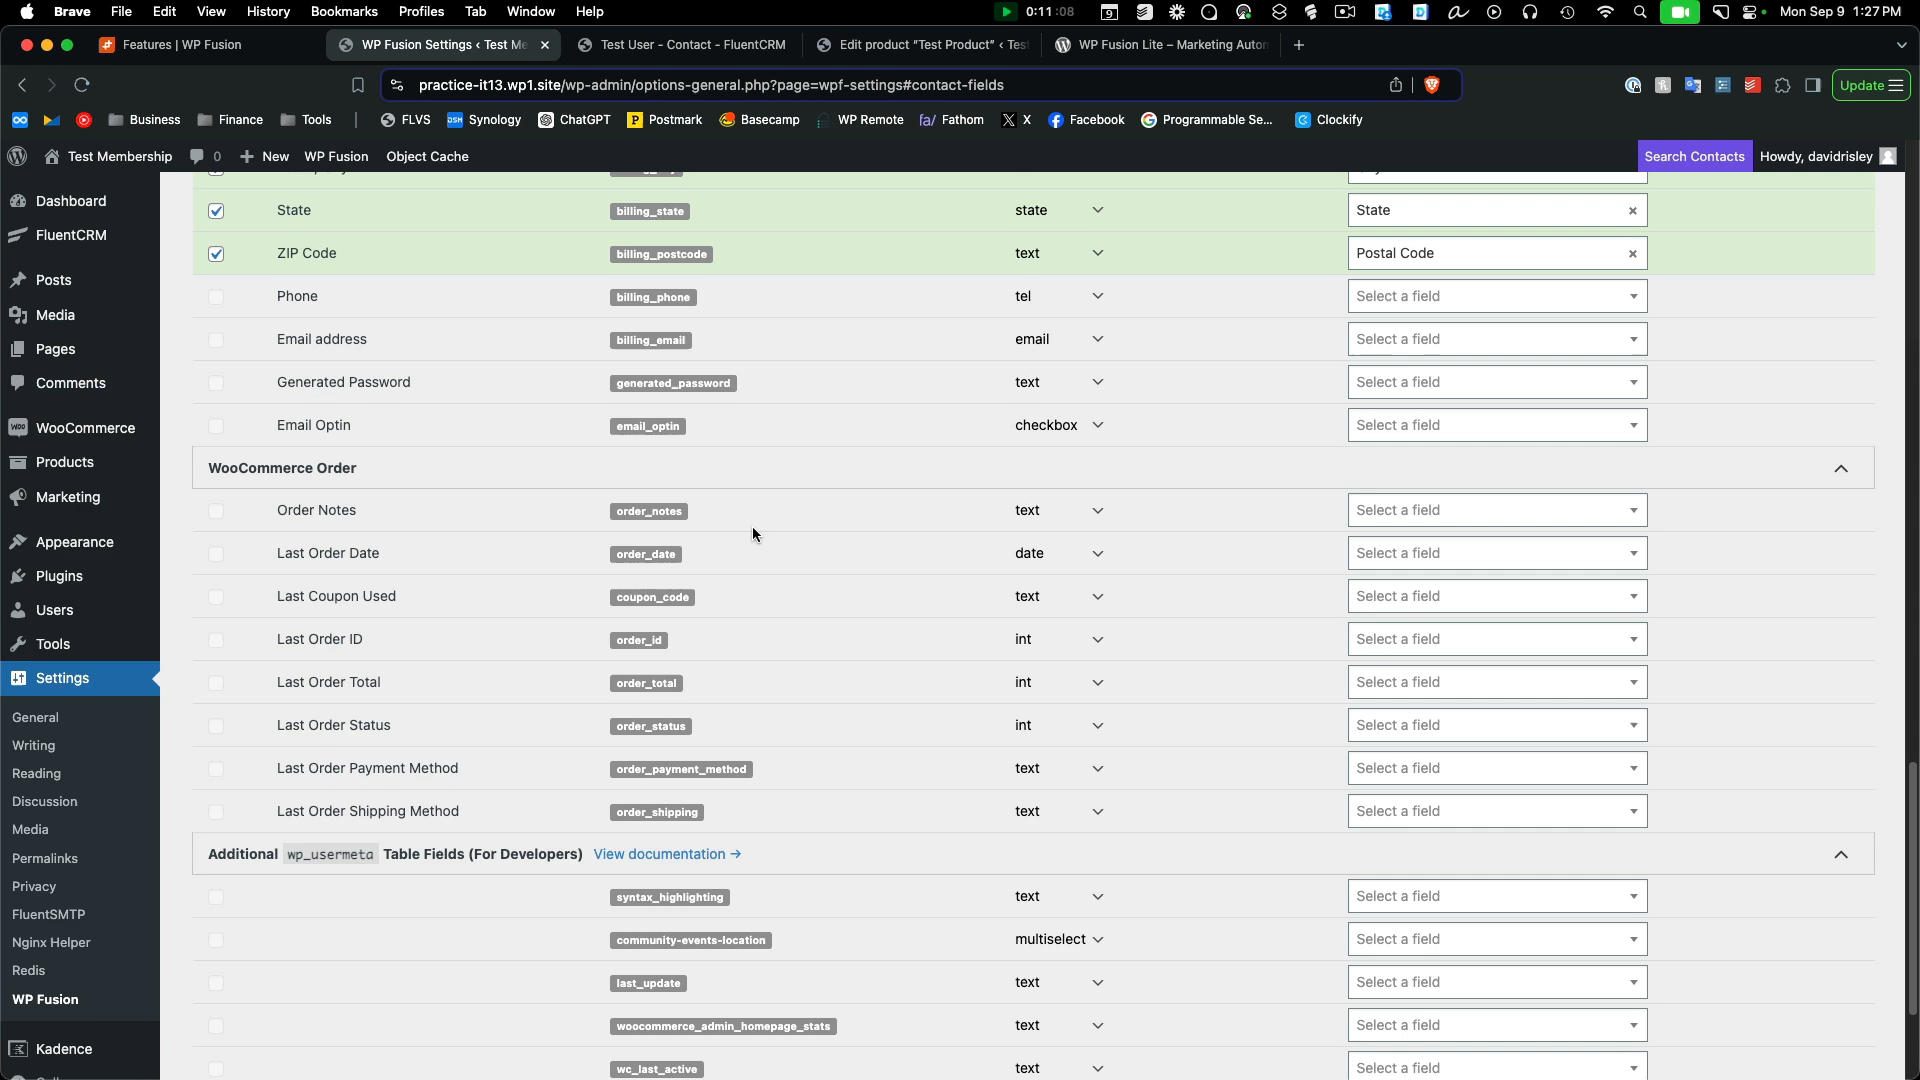 Brave File Edit View History Bookmarks Profiles Tab Window Help 0:11:08 Mon Sep 9 1:27 PM
Features | WP Fusion
WP Fusion Settings ‹ Test Me
Test User - Contact - FluentCRM
Edit product "Test Product" ‹ Tes
WP Fusion Lite – Marketing Auton
practice-it13.wp1.site/wp-admin/options-general.php?page=wpf-settings#contact-fields
Update
Business Finance Tools FLVS Synology ChatGPT Postmark Basecamp WP Remote fa/ Fathom X Facebook Programmable Se... Clockify
Test Membership 0 New WP Fusion Object Cache Search Contacts Howdy, davidrisley
Dashboard
FluentCRM
Posts
Media
Pages
Comments
WooCommerce
Products
Marketing
Appearance
Plugins
Users
Tools
Settings
General
Writing
Reading
Discussion
Media
Permalinks
Privacy
FluentSMTP
Nginx Helper
Redis
WP Fusion
Kadence
State billing_state state State ×
ZIP Code billing_postcode text Postal Code ×
Phone billing_phone tel Select a field
Email address billing_email email Select a field
Generated Password generated_password text Select a field
Email Optin email_optin checkbox Select a field
WooCommerce Order
Order Notes order_notes text Select a field
Last Order Date order_date date Select a field
Last Coupon Used coupon_code text Select a field
Last Order ID order_id int Select a field
Last Order Total order_total int Select a field
Last Order Status order_status int Select a field
Last Order Payment Method order_payment_method text Select a field
Last Order Shipping Method order_shipping text Select a field
Additional wp_usermeta Table Fields (For Developers) View documentation →
syntax_highlighting text Select a field
community-events-location multiselect Select a field
last_update text Select a field
woocommerce_admin_homepage_stats text Select a field
wc_last_active text Select a field